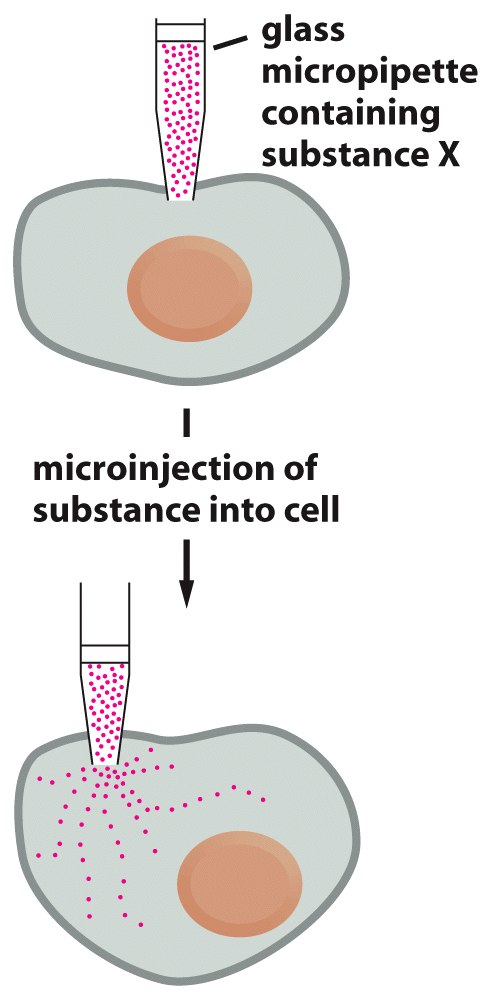 glass
micropipette
containing
substance X
microinjection of
substance into cell